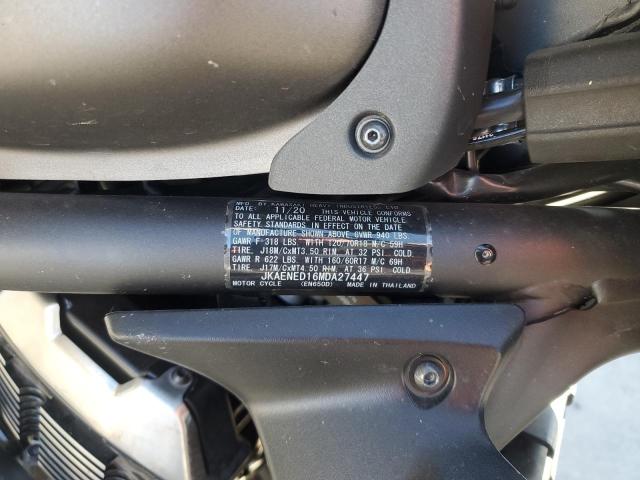 MFD. BY KAWASAKI HEAVY INDUSTRIES, LTD.
DATE: 11/20 THIS VEHICLE CONFORMS
TO ALL APPLICABLE FEDERAL MOTOR VEHICLE
SAFETY STANDARDS IN EFFECT ON THE DATE
OF MANUFACTURE SHOWN ABOVE GVWR 940 LBS
GAWR F 318 LBS WITH 120/70R18 M/C 59H
TIRE, J18M/CxMT3.50 RIM, AT 32 PSI COLD
GAWR R 622 LBS WITH 160/60R17 M/C 69H
TIRE, J17M/CxMT4.50 RIM, AT 36 PSI COLD
JKAENED16MDA27447
MOTOR CYCLE (EN650D) MADE IN THAILAND